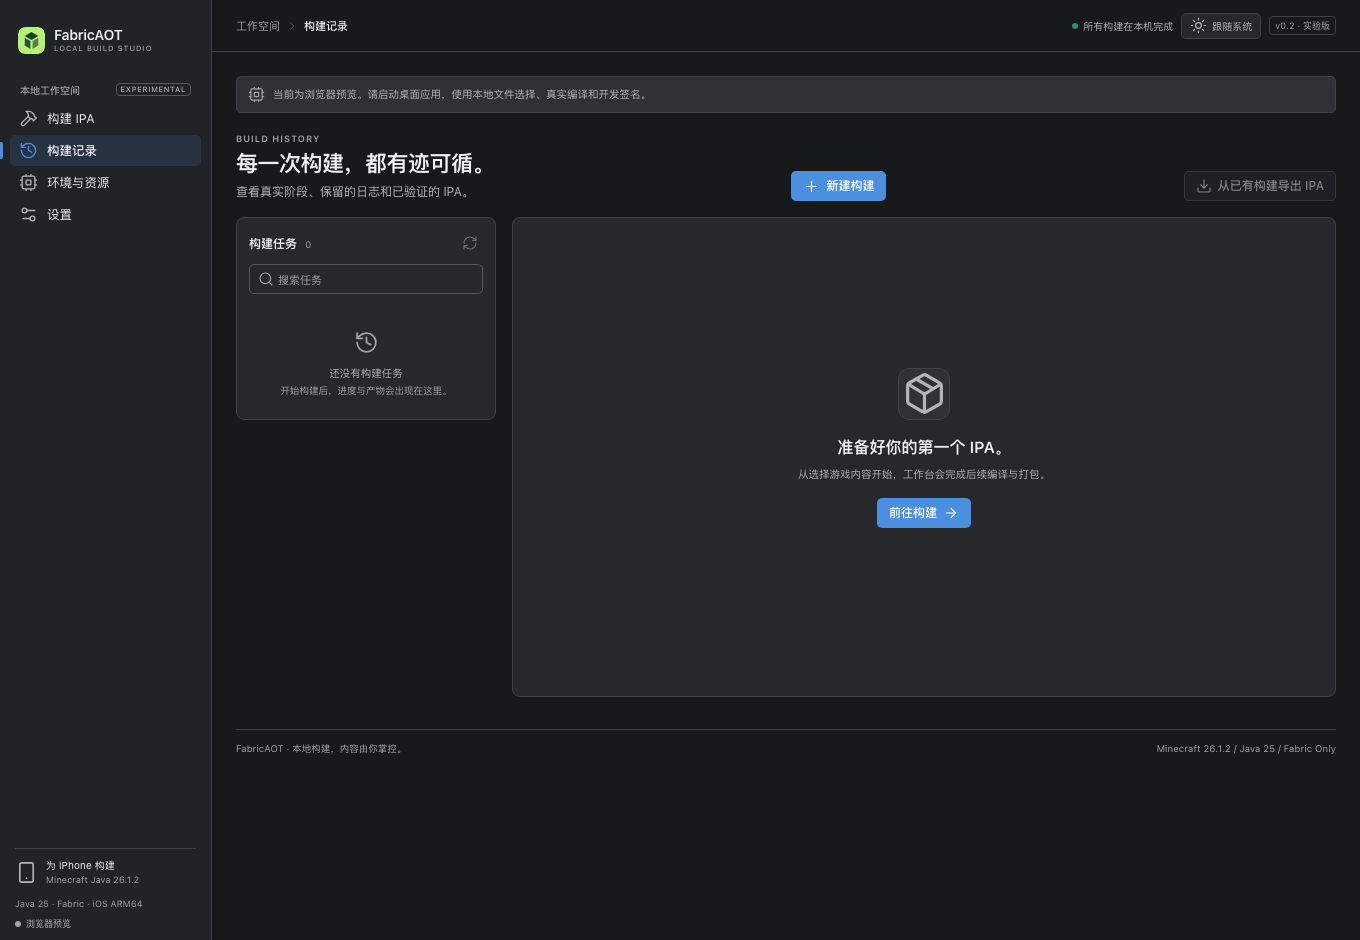 FabricAOT
LOCAL BUILD STUDIO
本地工作空间
EXPERIMENTAL
构建 IPA
构建记录
环境与资源
设置
为 iPhone 构建
Minecraft Java 26.1.2
Java 25 · Fabric · iOS ARM64
浏览器预览
工作空间
构建记录
所有构建在本机完成
跟随系统
v0.2 · 实验版
当前为浏览器预览。请启动桌面应用，使用本地文件选择、真实编译和开发签名。
BUILD HISTORY
每一次构建，都有迹可循。
查看真实阶段、保留的日志和已验证的 IPA。
新建构建
从已有构建导出 IPA
构建任务 0
搜索任务
还没有构建任务
开始构建后，进度与产物会出现在这里。
准备好你的第一个 IPA。
从选择游戏内容开始，工作台会完成后续编译与打包。
前往构建
FabricAOT · 本地构建，内容由你掌控。
Minecraft 26.1.2 / Java 25 / Fabric Only